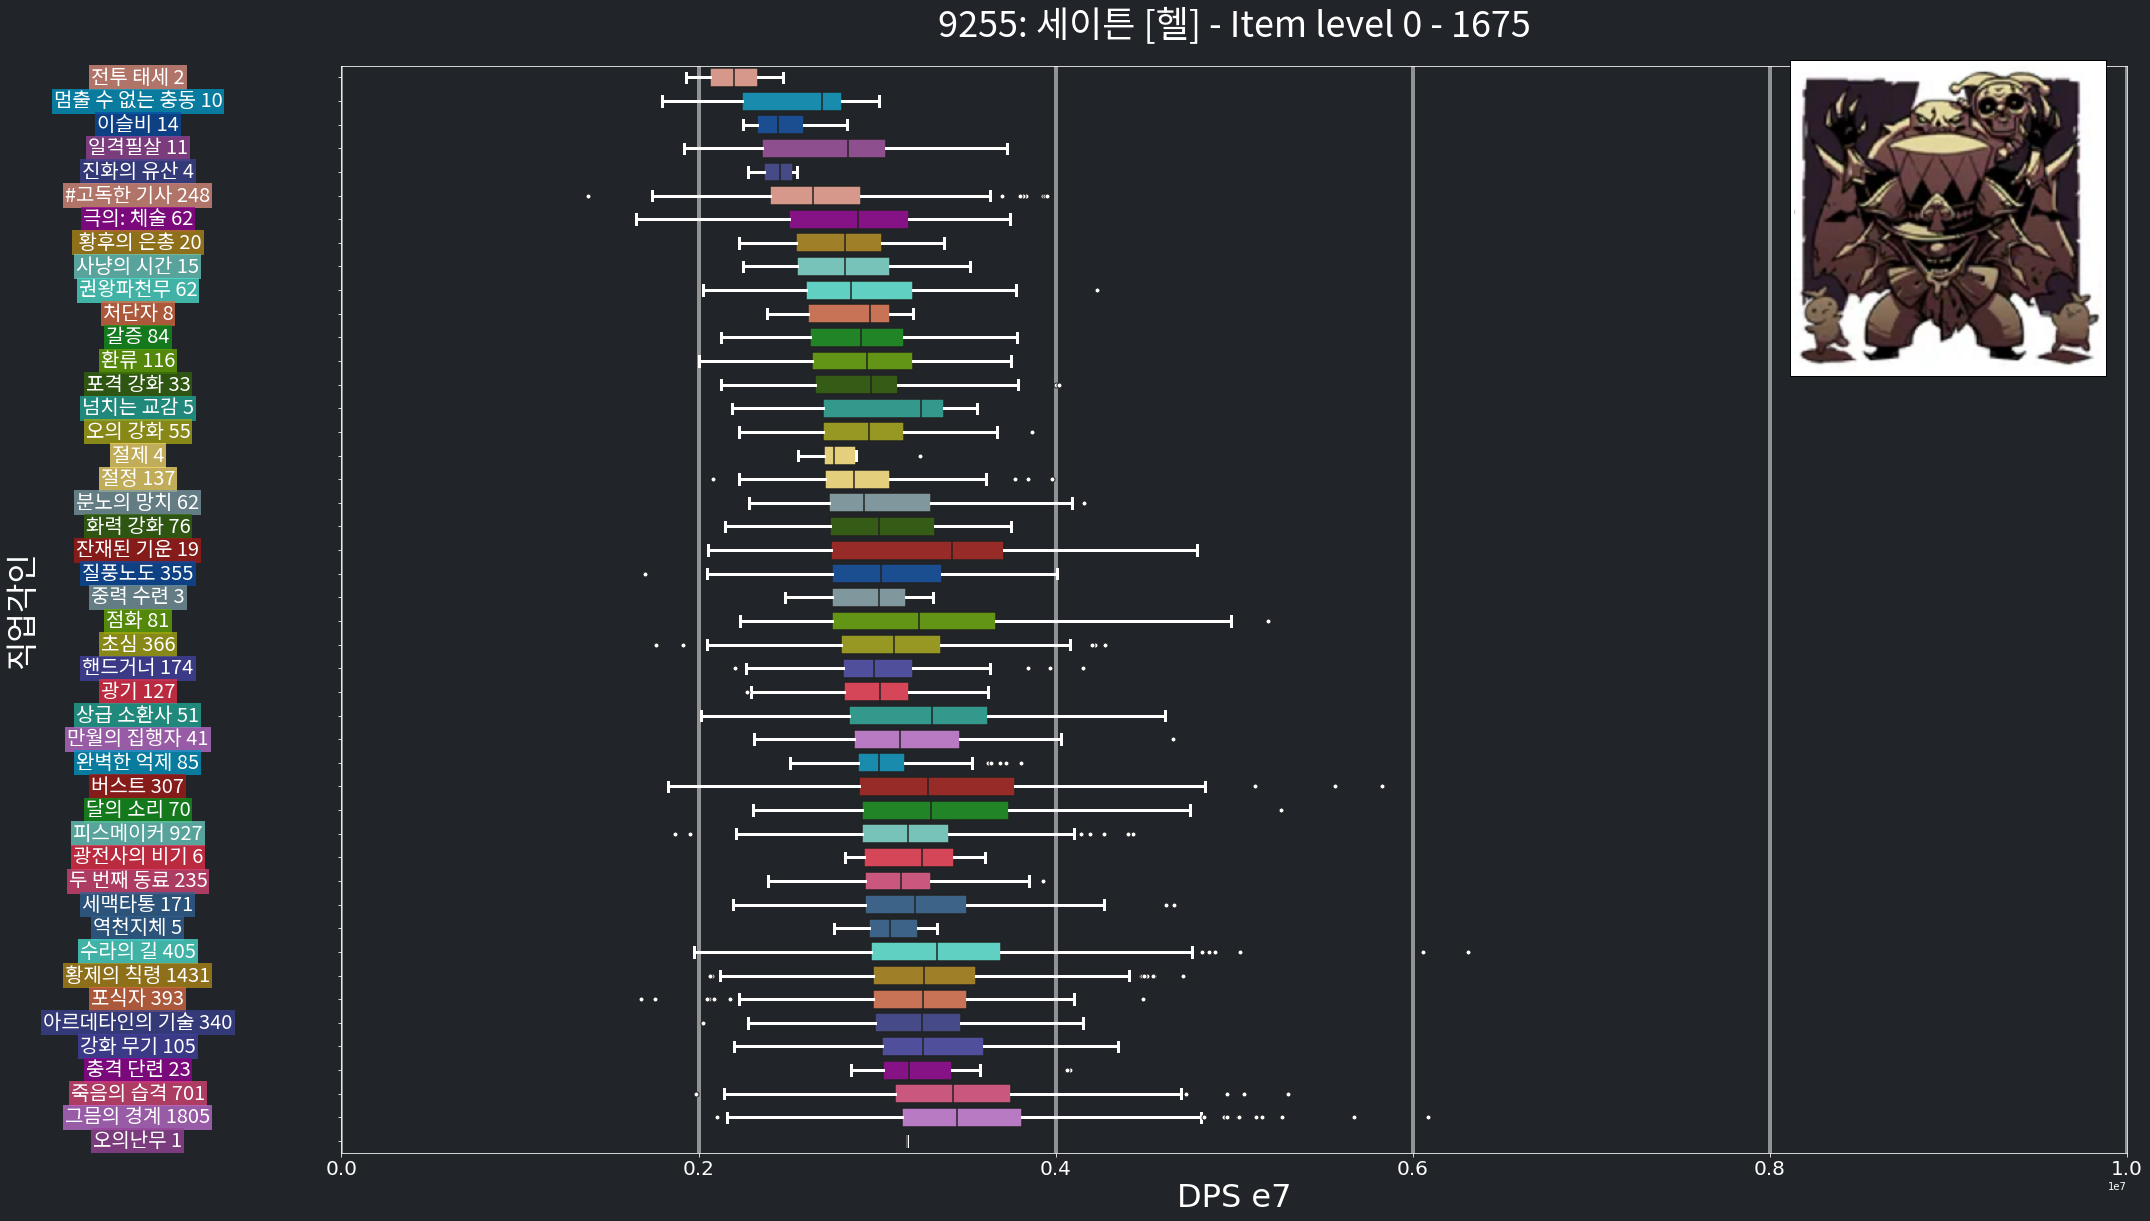 9255: 세이튼 [헬] - Item level 0 - 1675
전투 태세 2
멈출 수 없는 충동 10
이슬비 14
일격필살 11
진화의 유산 4
#고독한 기사 248
극의: 체술 62
황후의 은총 20
사냥의 시간 15
권왕파천무 62
처단자 8
갈증 84
환류 116
포격 강화 33
넘치는 교감 5
오의 강화 55
절제 4
절정 137
분노의 망치 62
화력 강화 76
잔재된 기운 19
질풍노도 355
중력 수련 3
점화 81
초심 366
핸드거너 174
광기 127
상급 소환사 51
만월의 집행자 41
완벽한 억제 85
버스트 307
달의 소리 70
피스메이커 927
광전사의 비기 6
두 번째 동료 235
세맥타통 171
역천지체 5
수라의 길 405
황제의 칙령 1431
포식자 393
아르데타인의 기술 340
강화 무기 105
충격 단련 23
죽음의 습격 701
그믐의 경계 1805
오의난무 1
직업각인
0.0 0.2 0.4 0.6 0.8 1.0
1e7
DPS e7